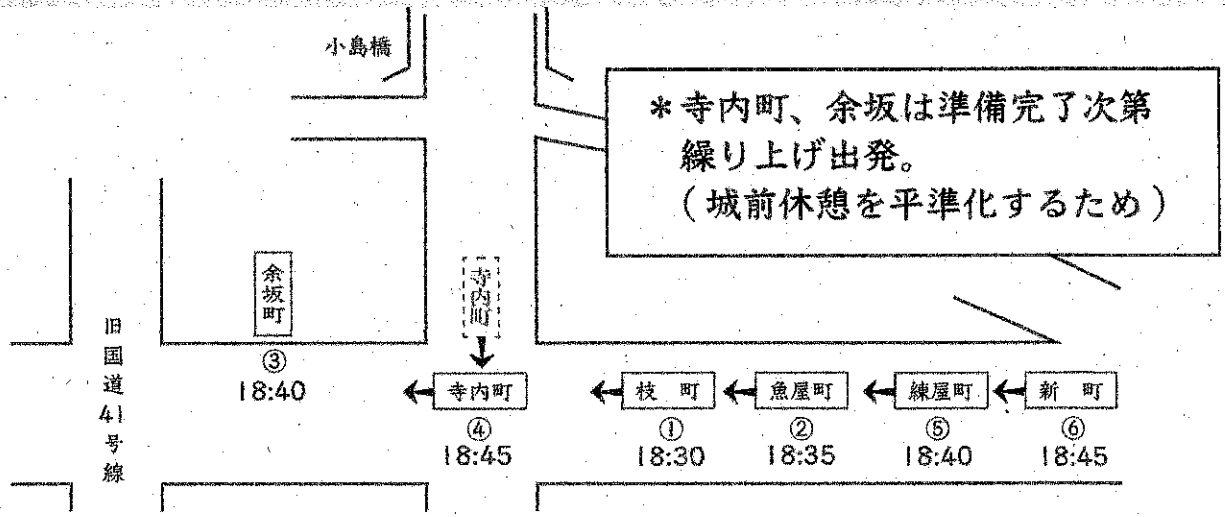 小島橋
＊寺内町、余坂は準備完了次第
繰り上げ出発。
（城前休憩を平準化するため）
余坂町
③
18:40
寺内町
旧国道41号線
寺内町
④
18:45
枝　町
①
18:30
魚屋町
②
18:35
練屋町
⑤
18:40
新　町
⑥
18:45